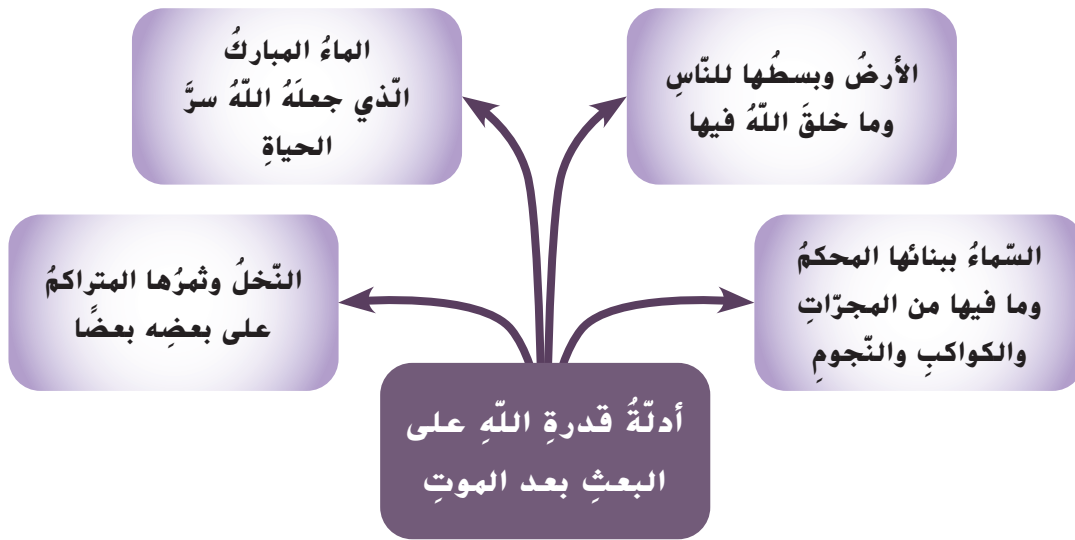 الأرضُ وبسطُها للنّاسِ
وما خلقَ اللّهُ فيها
الماءُ المباركُ
الّذي جعلَهُ اللّهُ سرَّ
الحياةِ
السّماءُ ببنائها المحكمُ
وما فيها من المجرّاتِ
والكواكبِ والنّجومِ
النّخلُ وثمرُها المتراكمُ
على بعضِه بعضًا
أدلّةُ قدرةِ اللّهِ على
البعثِ بعد الموتِ